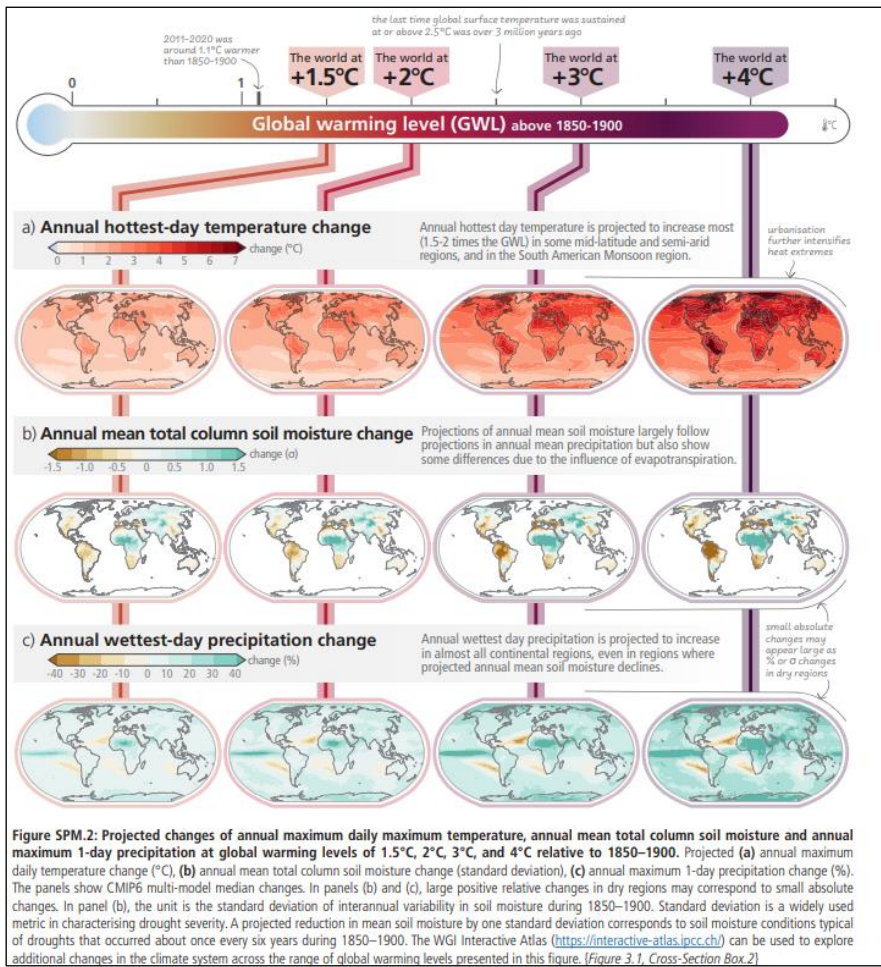 2011-2020 was
around 1.1°C warmer
than 1850-1900
the last time global surface temperature was sustained
at or above 2.5°C was over 3 million years ago
The world at
+1.5°C
The world at
+2°C
The world at
+3°C
The world at
+4°C
0
1
Global warming level (GWL) above 1850-1900
°C
a) Annual hottest-day temperature change
change (°C)
0 1 2 3 4 5 6 7
Annual hottest day temperature is projected to increase most
(1.5-2 times the GWL) in some mid-latitude and semi-arid
regions, and in the South American Monsoon region.
urbanisation
further intensifies
heat extremes
b) Annual mean total column soil moisture change
change (σ)
-1.5 -1.0 -0.5 0 0.5 1.0 1.5
Projections of annual mean soil moisture largely follow
projections in annual mean precipitation but also show
some differences due to the influence of evapotranspiration.
c) Annual wettest-day precipitation change
change (%)
-40 -30 -20 -10 0 10 20 30 40
Annual wettest day precipitation is projected to increase
in almost all continental regions, even in regions where
projected annual mean soil moisture declines.
small absolute
changes may
appear large as
% or σ changes
in dry regions
Figure SPM.2: Projected changes of annual maximum daily maximum temperature, annual mean total column soil moisture and annual
maximum 1-day precipitation at global warming levels of 1.5°C, 2°C, 3°C, and 4°C relative to 1850–1900. Projected (a) annual maximum
daily temperature change (°C), (b) annual mean total column soil moisture change (standard deviation), (c) annual maximum 1-day precipitation change (%).
The panels show CMIP6 multi-model median changes. In panels (b) and (c), large positive relative changes in dry regions may correspond to small absolute
changes. In panel (b), the unit is the standard deviation of interannual variability in soil moisture during 1850–1900. Standard deviation is a widely used
metric in characterising drought severity. A projected reduction in mean soil moisture by one standard deviation corresponds to soil moisture conditions typical
of droughts that occurred about once every six years during 1850–1900. The WGI Interactive Atlas (https://interactive-atlas.ipcc.ch/) can be used to explore
additional changes in the climate system across the range of global warming levels presented in this figure. {Figure 3.1, Cross-Section Box.2}